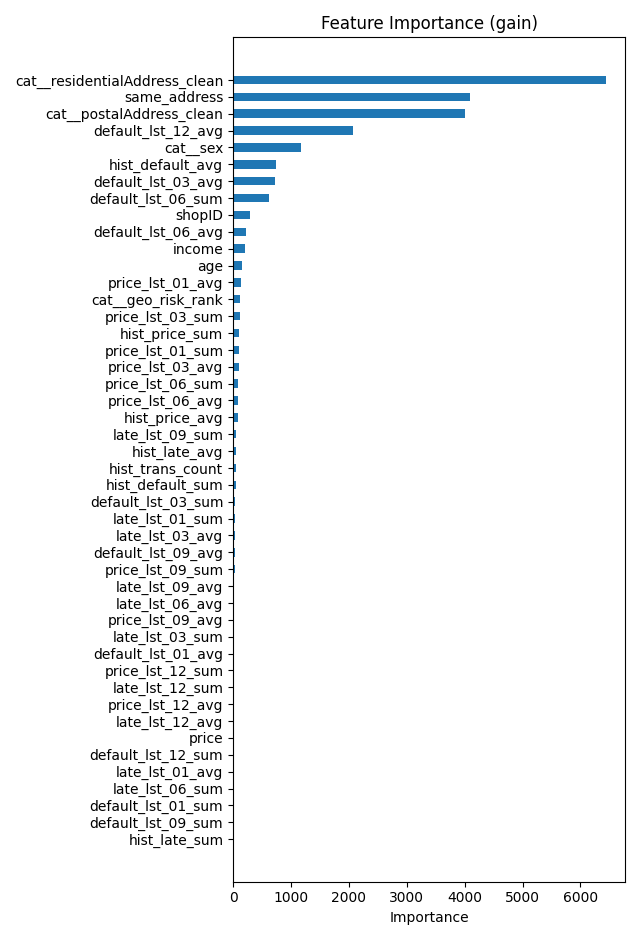 Feature Importance (gain)
cat__residentialAddress_clean
same_address
cat__postalAddress_clean
default_lst_12_avg
cat__sex
hist_default_avg
default_lst_03_avg
default_lst_06_sum
shopID
default_lst_06_avg
income
age
price_lst_01_avg
cat__geo_risk_rank
price_lst_03_sum
hist_price_sum
price_lst_01_sum
price_lst_03_avg
price_lst_06_sum
price_lst_06_avg
hist_price_avg
late_lst_09_sum
hist_late_avg
hist_trans_count
hist_default_sum
default_lst_03_sum
late_lst_01_sum
late_lst_03_avg
default_lst_09_avg
price_lst_09_sum
late_lst_09_avg
late_lst_06_avg
price_lst_09_avg
late_lst_03_sum
default_lst_01_avg
price_lst_12_sum
late_lst_12_sum
price_lst_12_avg
late_lst_12_avg
price
default_lst_12_sum
late_lst_01_avg
late_lst_06_sum
default_lst_01_sum
default_lst_09_sum
hist_late_sum
0 1000 2000 3000 4000 5000 6000
Importance